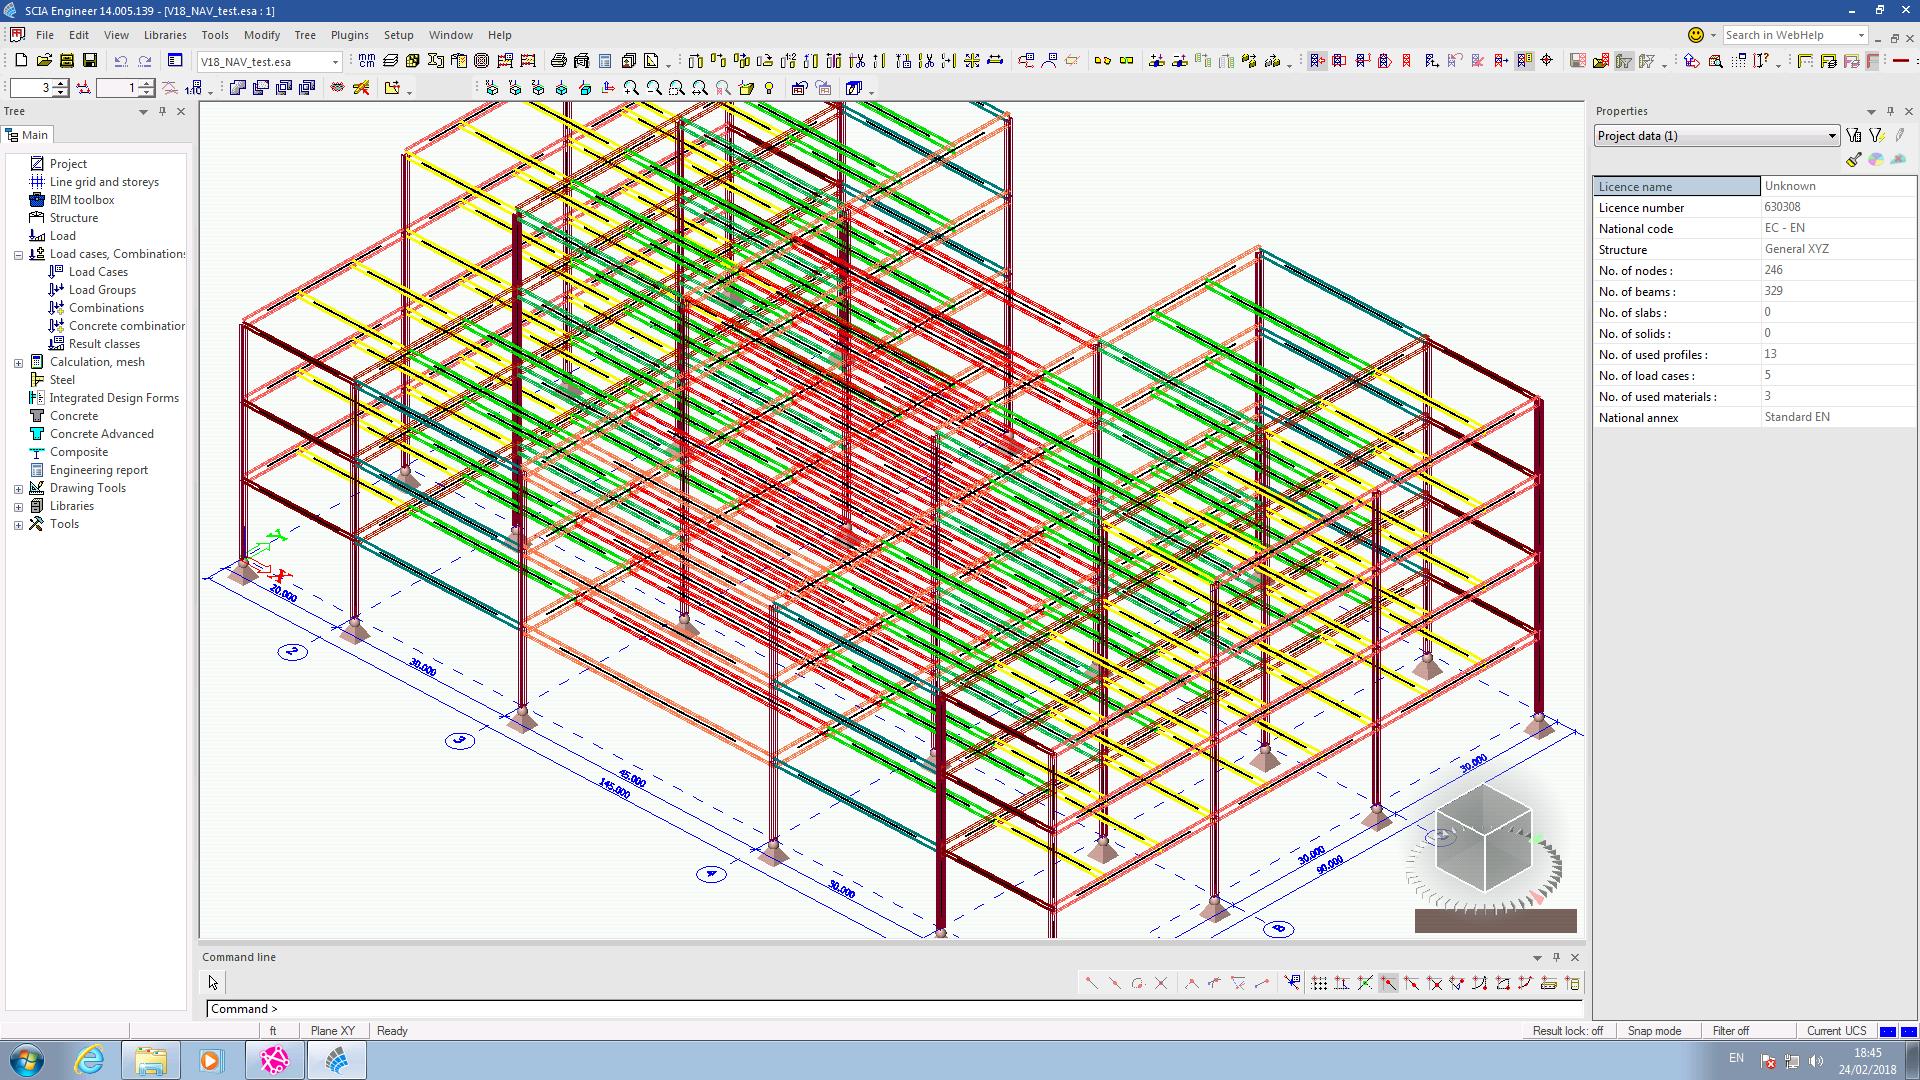 SCIA Engineer 14.005.139 - [V18_NAV_test.esa : 1]
File Edit View Libraries Tools Modify Tree Plugins Setup Window Help
Search in WebHelp
V18_NAV_test.esa
3 1
Tree
Main
Project
Line grid and storeys
BIM toolbox
Structure
Load
Load cases, Combinations
Load Cases
Load Groups
Combinations
Concrete combination
Result classes
Calculation, mesh
Steel
Integrated Design Forms
Concrete
Concrete Advanced
Composite
Engineering report
Drawing Tools
Libraries
Tools
X
20.000
2
30.000
3
45.000
145.000
4
30.000
30.000
30.000
90.000
B
Properties
Project data (1)
Licence name Unknown
Licence number 630308
National code EC - EN
Structure General XYZ
No. of nodes : 246
No. of beams : 329
No. of slabs : 0
No. of solids : 0
No. of used profiles : 13
No. of load cases : 5
No. of used materials : 3
National annex Standard EN
Command line
Command >
ft Plane XY Ready
Result lock: off Snap mode Filter off Current UCS
EN
18:45
24/02/2018